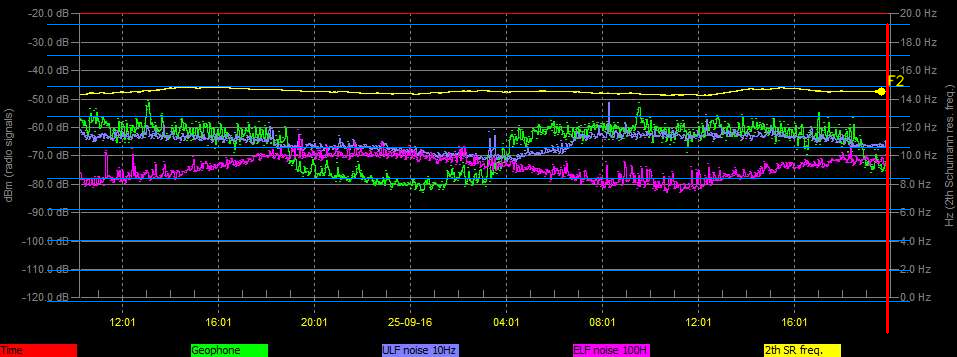 -20.0 dB 20.0 Hz
-30.0 dB 18.0 Hz
-40.0 dB 16.0 Hz
F2
-50.0 dB 14.0 Hz
-60.0 dB 12.0 Hz
-70.0 dB 10.0 Hz
-80.0 dB 8.0 Hz
-90.0 dB 6.0 Hz
-100.0 dB 4.0 Hz
-110.0 dB 2.0 Hz
-120.0 dB 0.0 Hz
dBm (radio signals)
Hz (2th Schumann res. freq.)
12:01 16:01 20:01 25-09-16 04:01 08:01 12:01 16:01
Time Geophone ULF noise 10Hz ELF noise 100H 2th SR freq.